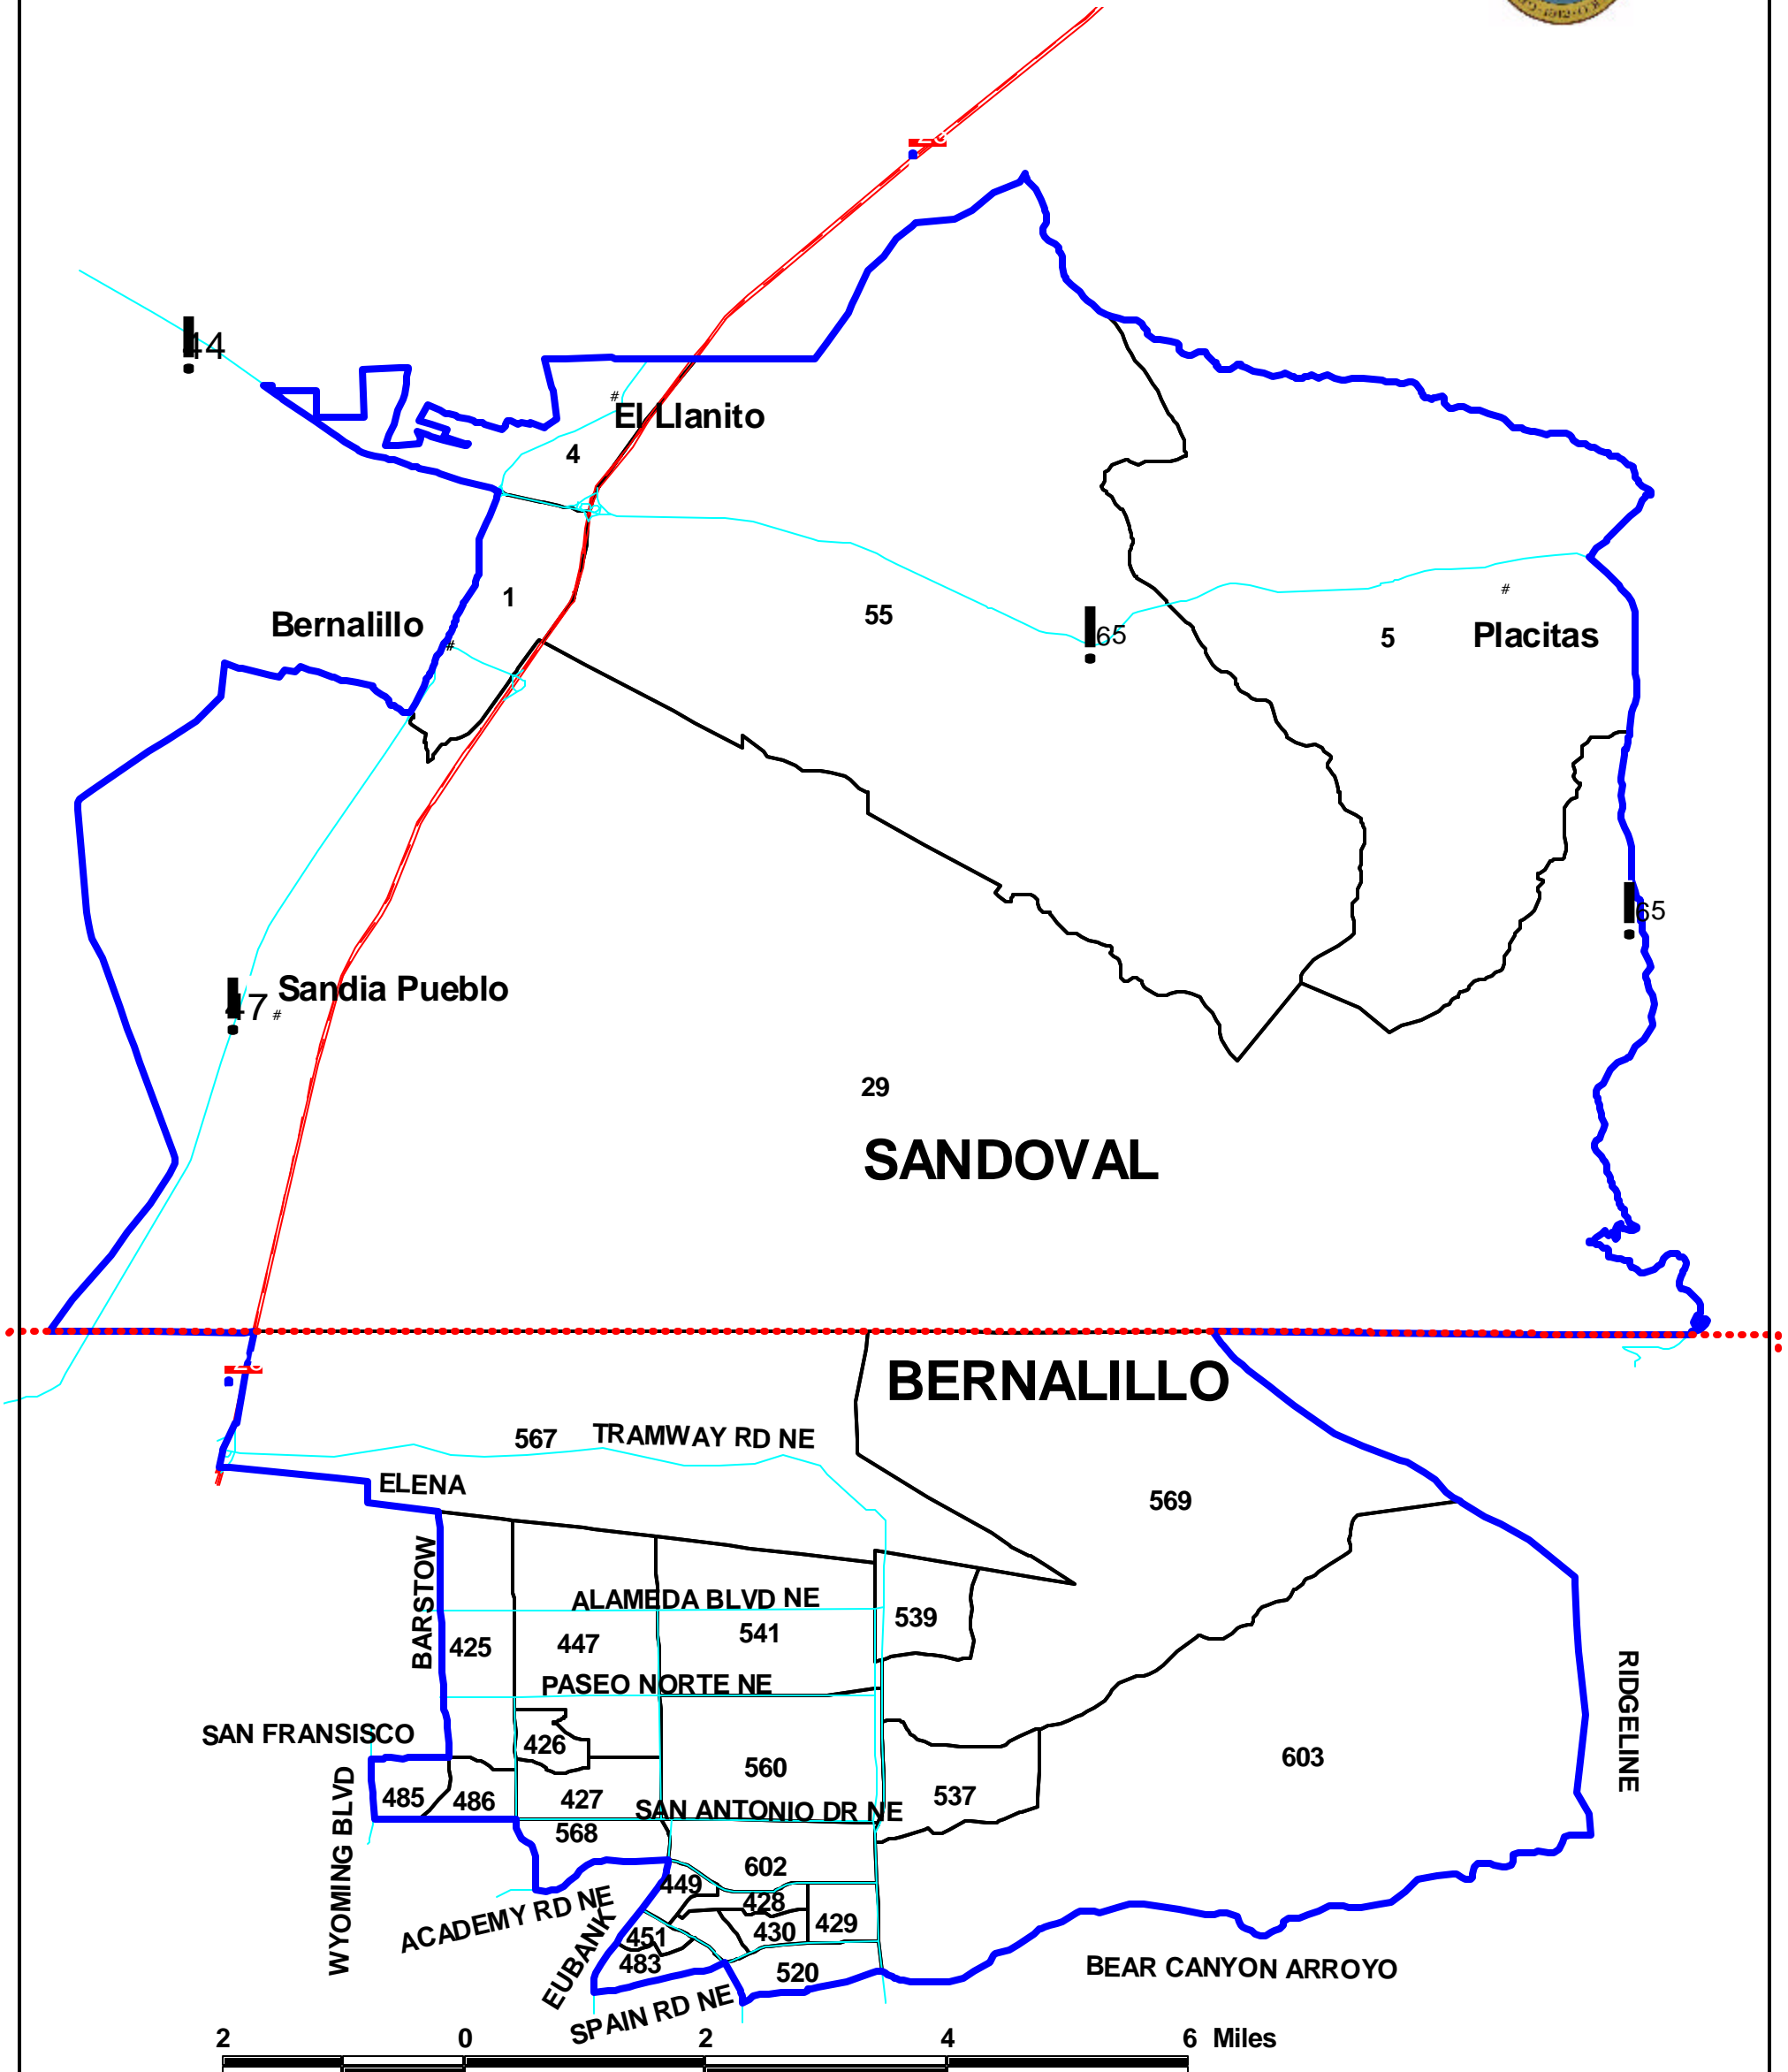 44
#
El Llanito
4
1
Bernalillo
#
55
65
5
#
Placitas
65
47
Sandia Pueblo
#
29
SANDOVAL
BERNALILLO
567
TRAMWAY RD NE
ELENA
569
BARSTOW
ALAMEDA BLVD NE
539
425
447
541
PASEO NORTE NE
RIDGELINE
SAN FRANSISCO
426
560
603
WYOMING BLVD
485
486
427
537
SAN ANTONIO DR NE
568
602
449
428
ACADEMY RD NE
EUBANK
451
430
429
483
520
BEAR CANYON ARROYO
SPAIN RD NE
2 0 2 4 6 Miles